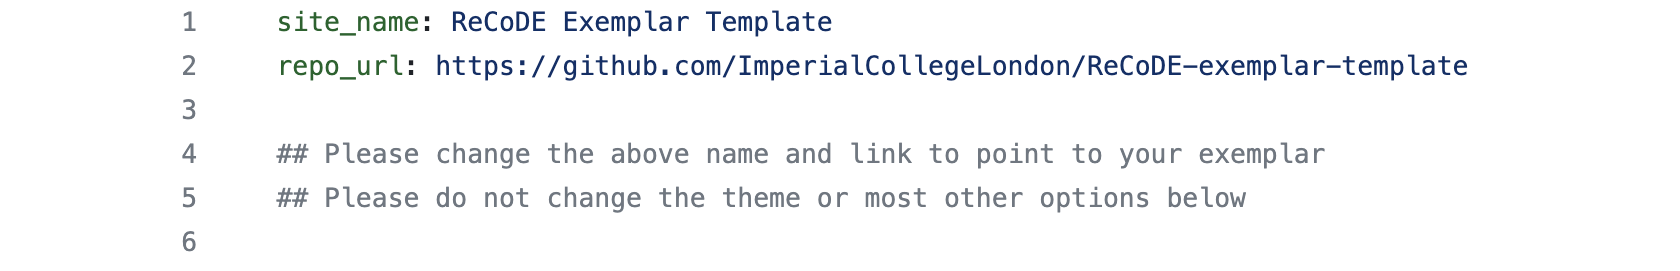 1 site_name: ReCoDE Exemplar Template
2 repo_url: https://github.com/ImperialCollegeLondon/ReCoDE-exemplar-template
3
4 ## Please change the above name and link to point to your exemplar
5 ## Please do not change the theme or most other options below
6